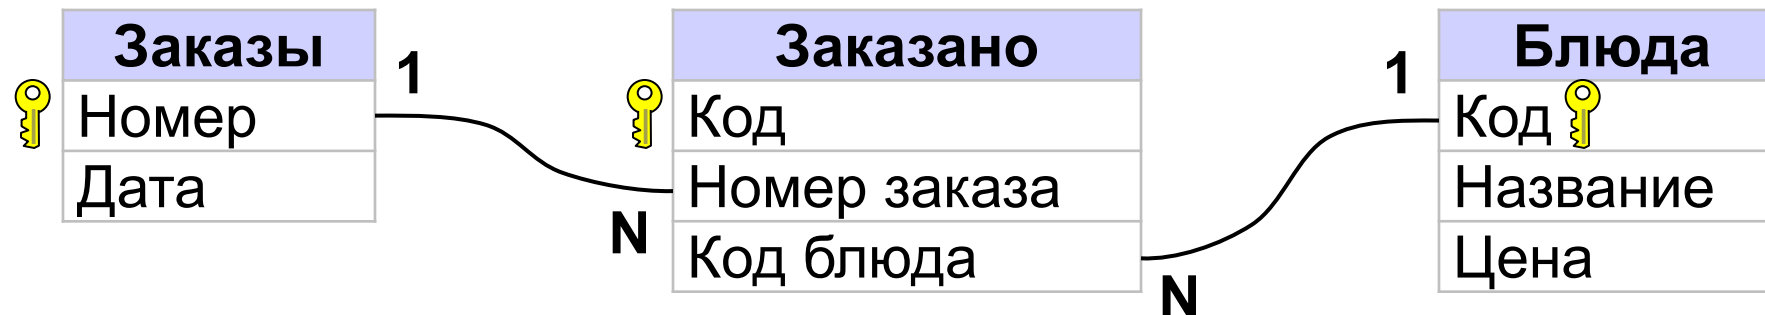 Заказы
1
Номер
Дата
N
Заказано
Код
Номер заказа
Код блюда
N
1
Блюда
Код
Название
Цена